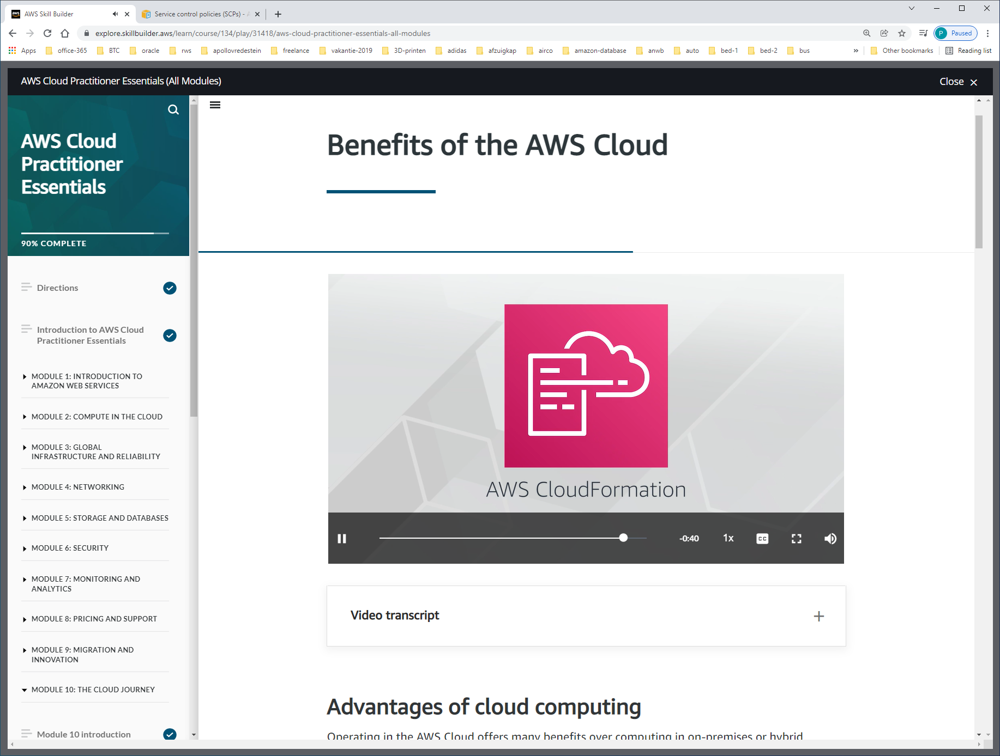 aws
AWS Skill Builder
Service control policies (SCPs) - A
explore.skillbuilder.aws/learn/course/134/play/31418/aws-cloud-practitioner-essentials-all-modules
P
Paused
Apps
office-365
BTC
oracle
rws
apollovredestein
freelance
vakantie-2019
3D-printen
adidas
afzuigkap
airco
amazon-database
anwb
auto
bed-1
bed-2
bus
»
Other bookmarks
Reading list
AWS Cloud Practitioner Essentials (All Modules)
Close
AWS Cloud
Practitioner
Essentials
90% COMPLETE
Directions
Introduction to AWS Cloud
Practitioner Essentials
MODULE 1: INTRODUCTION TO
AMAZON WEB SERVICES
MODULE 2: COMPUTE IN THE CLOUD
MODULE 3: GLOBAL
INFRASTRUCTURE AND RELIABILITY
MODULE 4: NETWORKING
MODULE 5: STORAGE AND DATABASES
MODULE 6: SECURITY
MODULE 7: MONITORING AND
ANALYTICS
MODULE 8: PRICING AND SUPPORT
MODULE 9: MIGRATION AND
INNOVATION
MODULE 10: THE CLOUD JOURNEY
Module 10 introduction
Benefits of the AWS Cloud
AWS CloudFormation
-0:40
1x
CC
Video transcript
Advantages of cloud computing
Operating in the AWS Cloud offers many benefits over computing in on-premises or hybrid